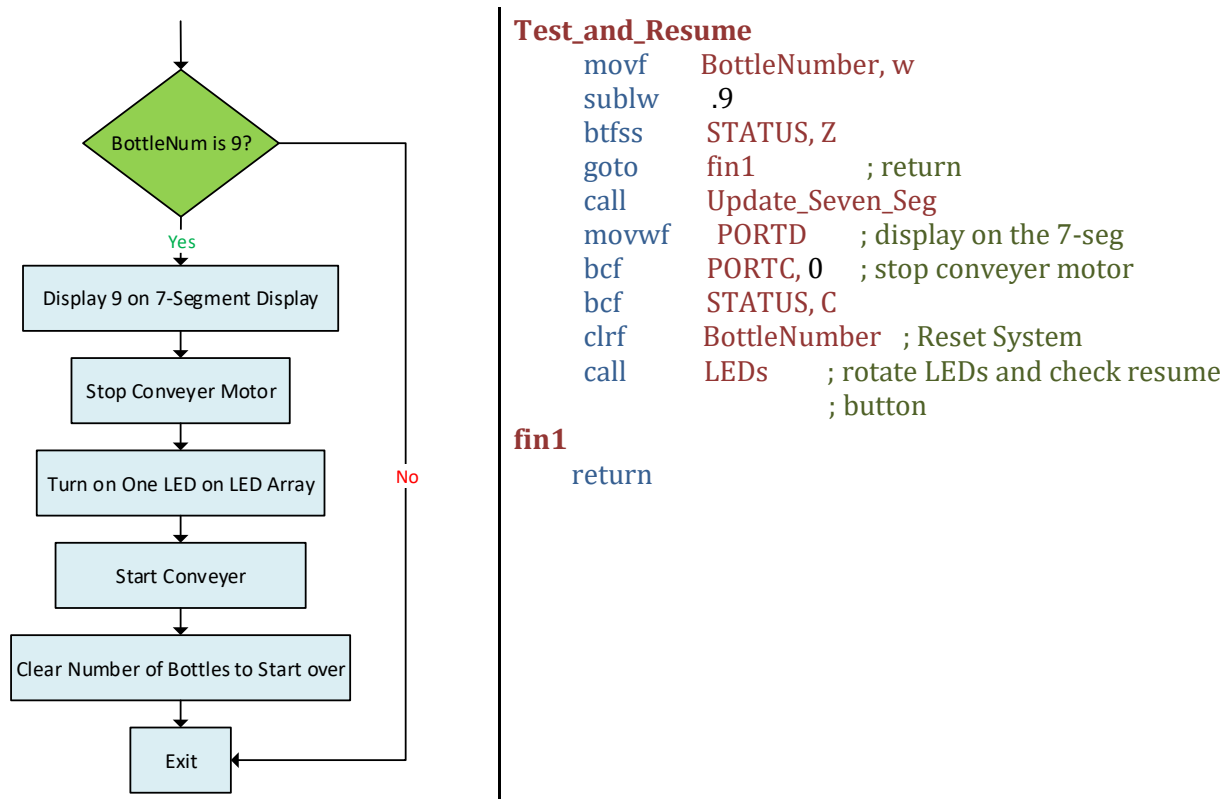 BottleNum is 9?
Yes
Display 9 on 7-Segment Display
Stop Conveyer Motor
Turn on One LED on LED Array
No
Start Conveyer
Clear Number of Bottles to Start over
Exit
Test_and_Resume
movf BottleNumber, w
sublw .9
btfss STATUS, Z
goto fin1 ; return
call Update_Seven_Seg
movwf PORTD ; display on the 7-seg
bcf PORTC, 0 ; stop conveyer motor
bcf STATUS, C
clrf BottleNumber ; Reset System
call LEDs ; rotate LEDs and check resume
; button
fin1
return